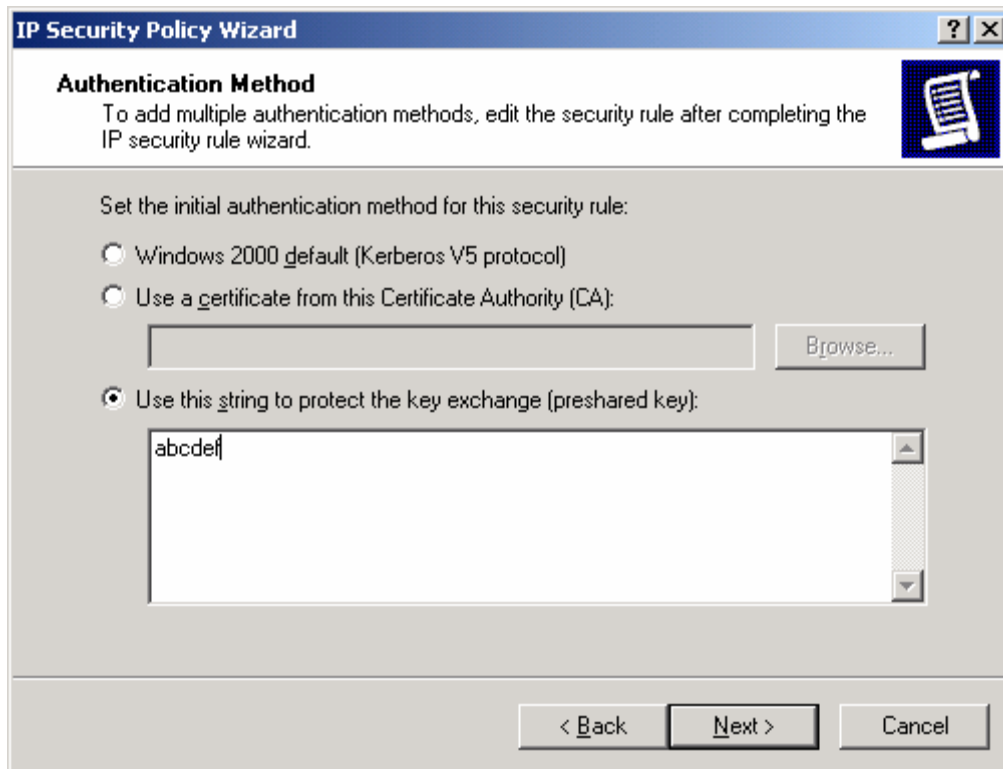 IP Security Policy Wizard
Authentication Method
To add multiple authentication methods, edit the security rule after completing the
IP security rule wizard.
Set the initial authentication method for this security rule:
Windows 2000 default (Kerberos V5 protocol)
Use a certificate from this Certificate Authority (CA):
Browse...
Use this string to protect the key exchange (preshared key):
abcdef
< Back
Next >
Cancel